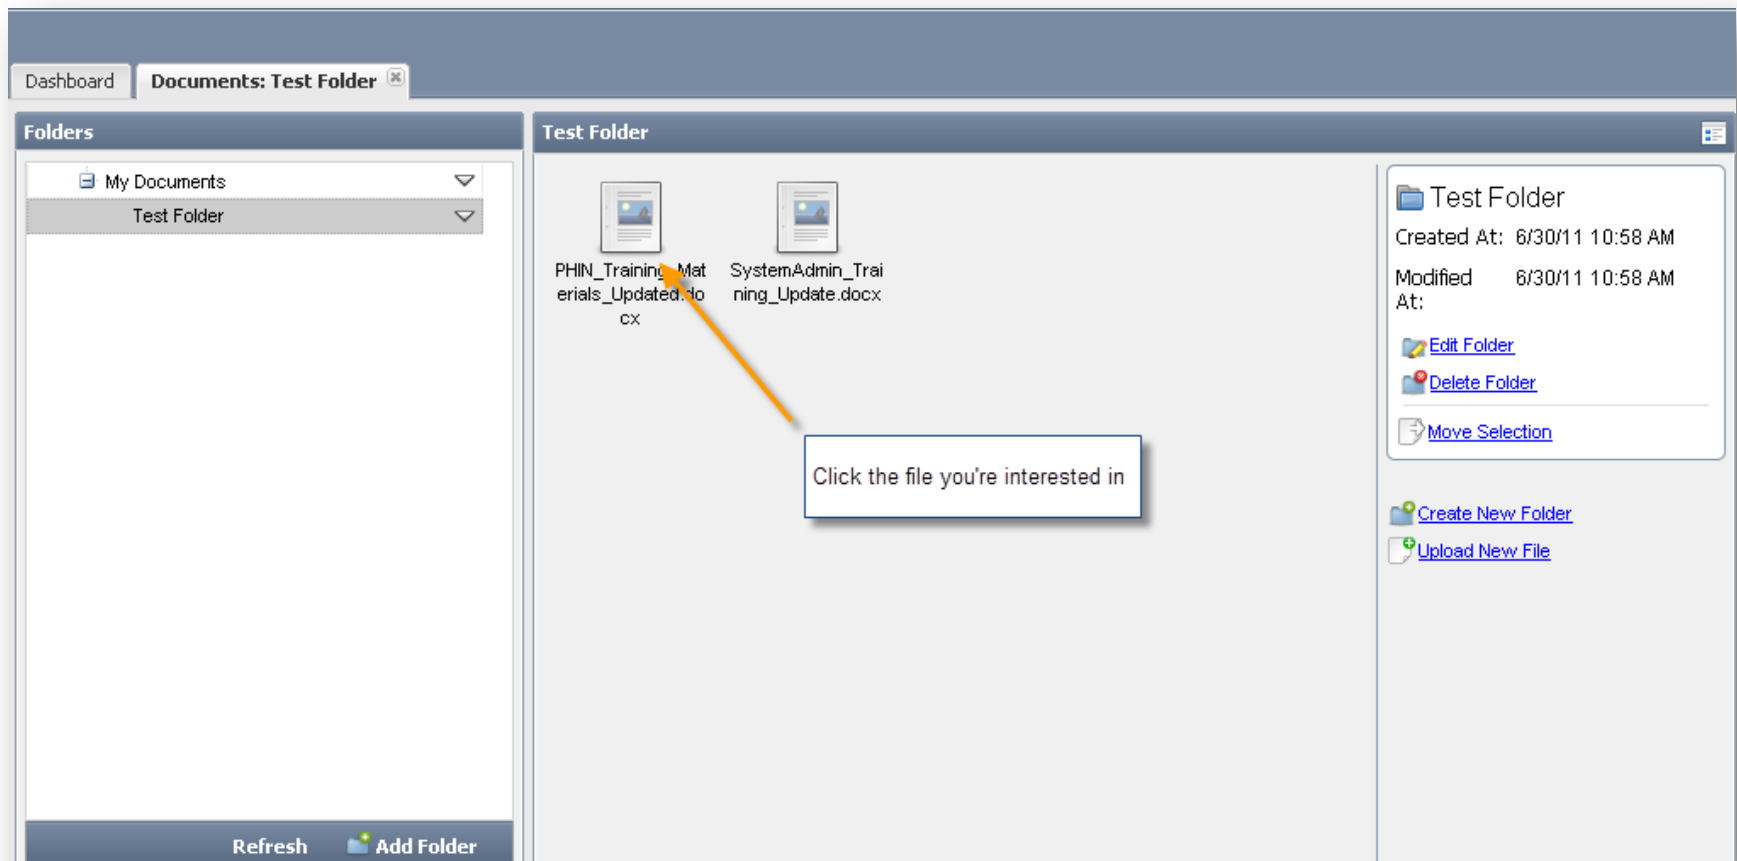 Dashboard
Documents: Test Folder
Folders
My Documents
Test Folder
Refresh
Add Folder
Test Folder
PHIN_Training_Mat
erials_Updated.do
cx
SystemAdmin_Trai
ning_Update.docx
Click the file you're interested in
Test Folder
Created At: 6/30/11 10:58 AM
Modified 6/30/11 10:58 AM
At:
Edit Folder
Delete Folder
Move Selection
Create New Folder
Upload New File